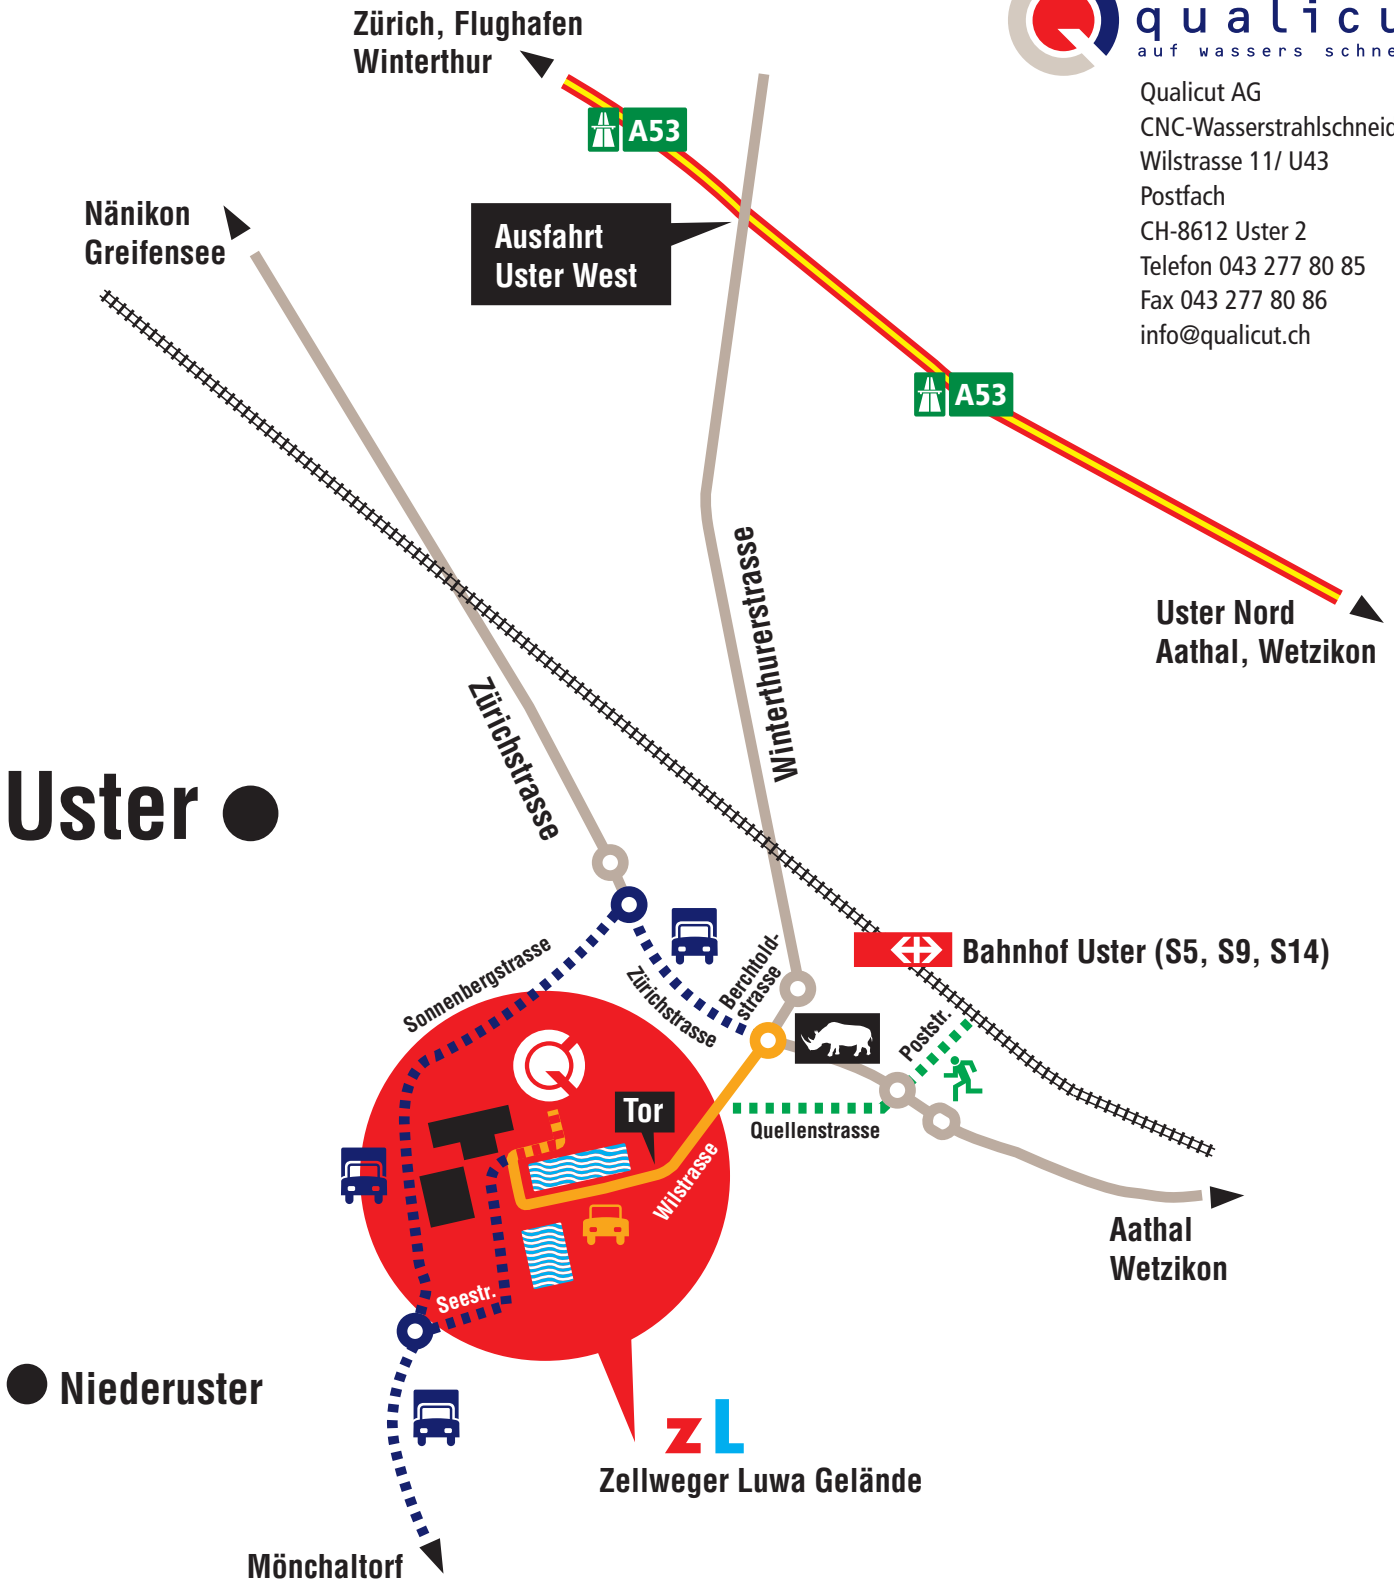 Zürich, Flughafen
Winterthur
qualicu
auf wassers schne
Qualicut AG
CNC-Wasserstrahlschneid
Wilstrasse 11/ U43
Postfach
CH-8612 Uster 2
Telefon 043 277 80 85
Fax 043 277 80 86
info@qualicut.ch
A53
Nänikon
Greifensee
Ausfahrt
Uster West
A53
Winterthurerstrasse
Uster Nord
Aathal, Wetzikon
Zürichstrasse
Uster
Bahnhof Uster (S5, S9, S14)
Sonnenbergstrasse
Zürichstrasse
Berchtold-
strasse
Poststr.
Tor
Quellenstrasse
Wilstrasse
Aathal
Wetzikon
Seestr.
Niederuster
zL
Zellweger Luwa Gelände
Mönchaltorf